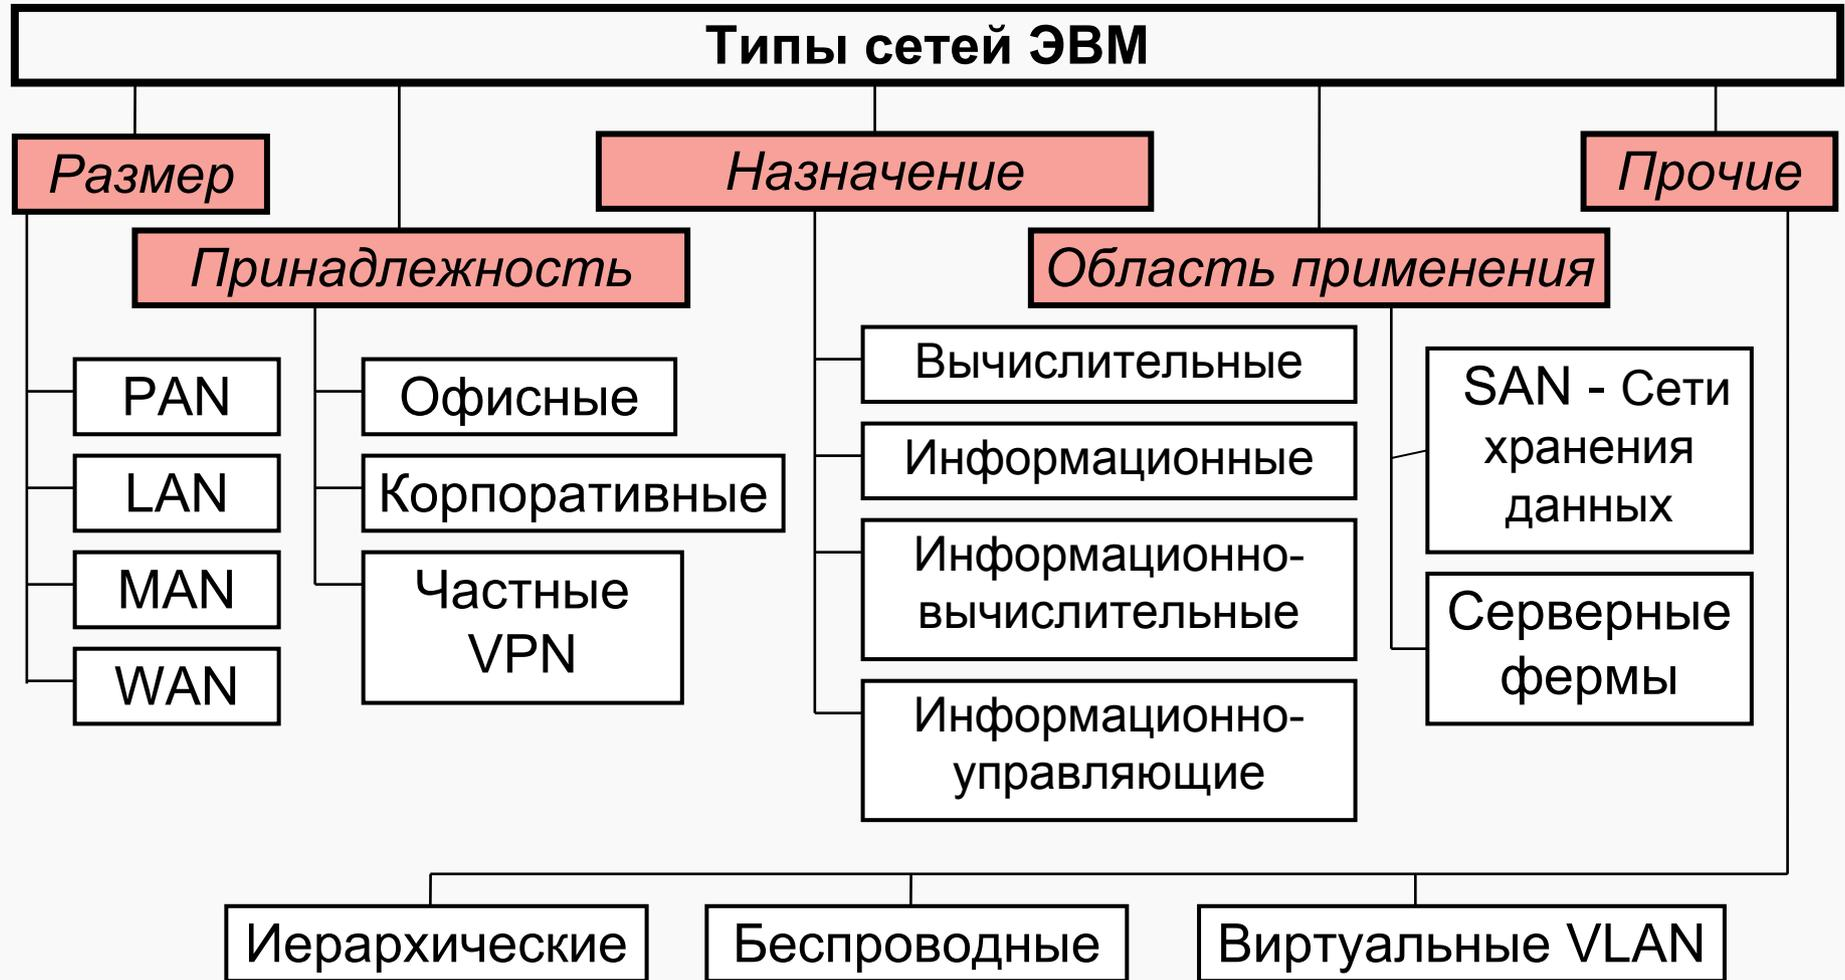 Типы сетей ЭВМ
Размер
Принадлежность
Назначение
Область применения
Прочие
PAN
LAN
MAN
WAN
Офисные
Корпоративные
Частные
VPN
Вычислительные
Информационные
Информационно-
вычислительные
Информационно-
управляющие
SAN - Сети
хранения
данных
Серверные
фермы
Иерархические
Беспроводные
Виртуальные VLAN